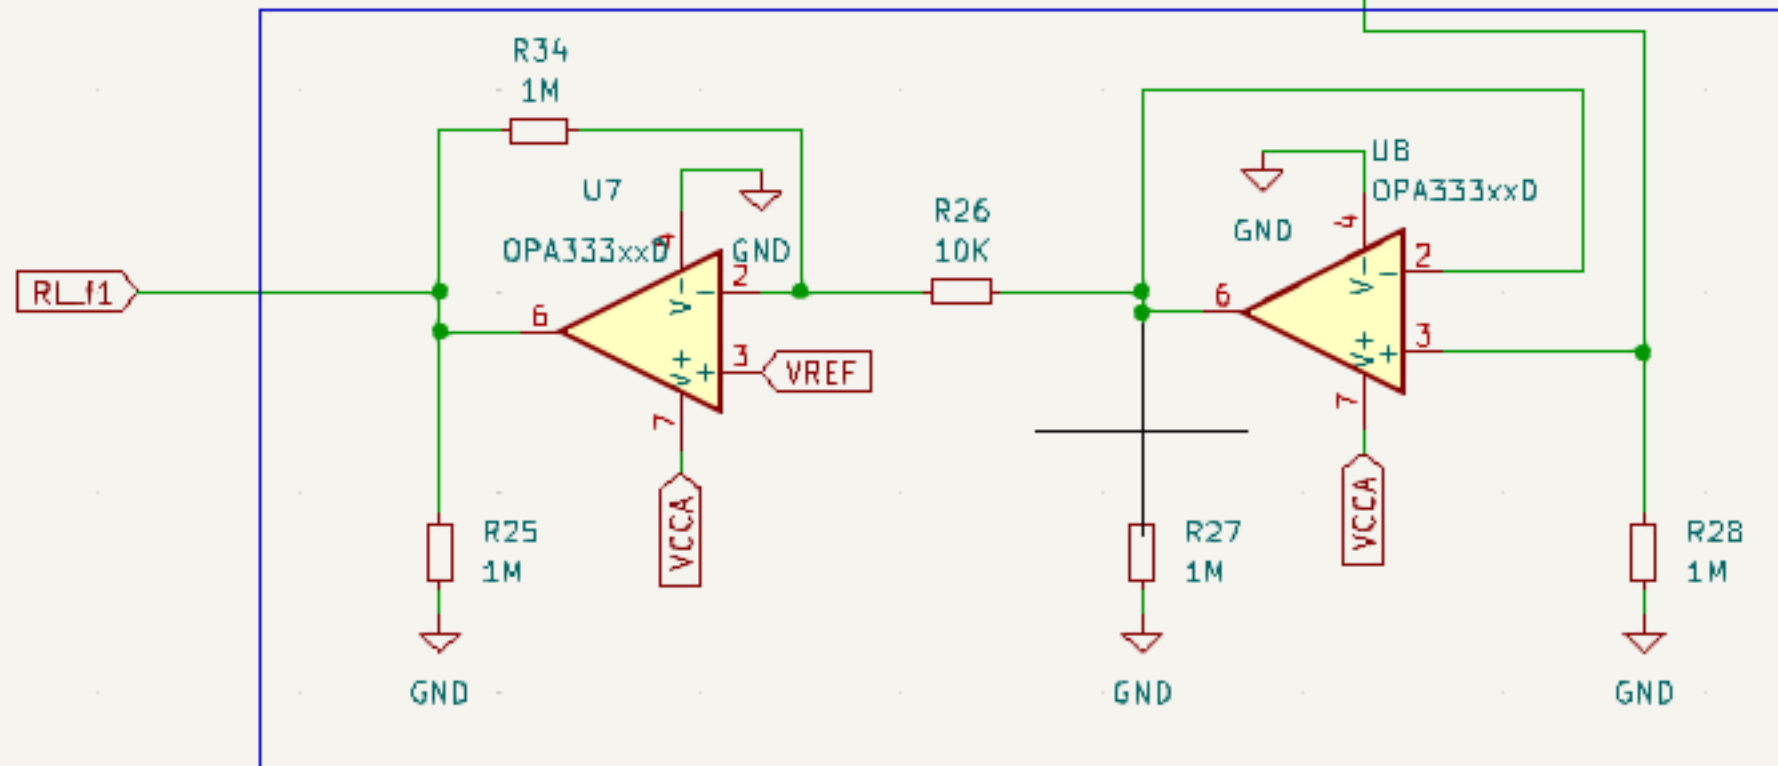 R34
1M
U7
OPA333xxD
4
GND
2
V-
-
6
3
V+
+
7
VREF
VCCA
RL_f1
R26
10K
U8
OPA333xxD
4
GND
2
V-
-
6
3
V+
+
7
VCCA
R25
1M
GND
R27
1M
GND
R28
1M
GND